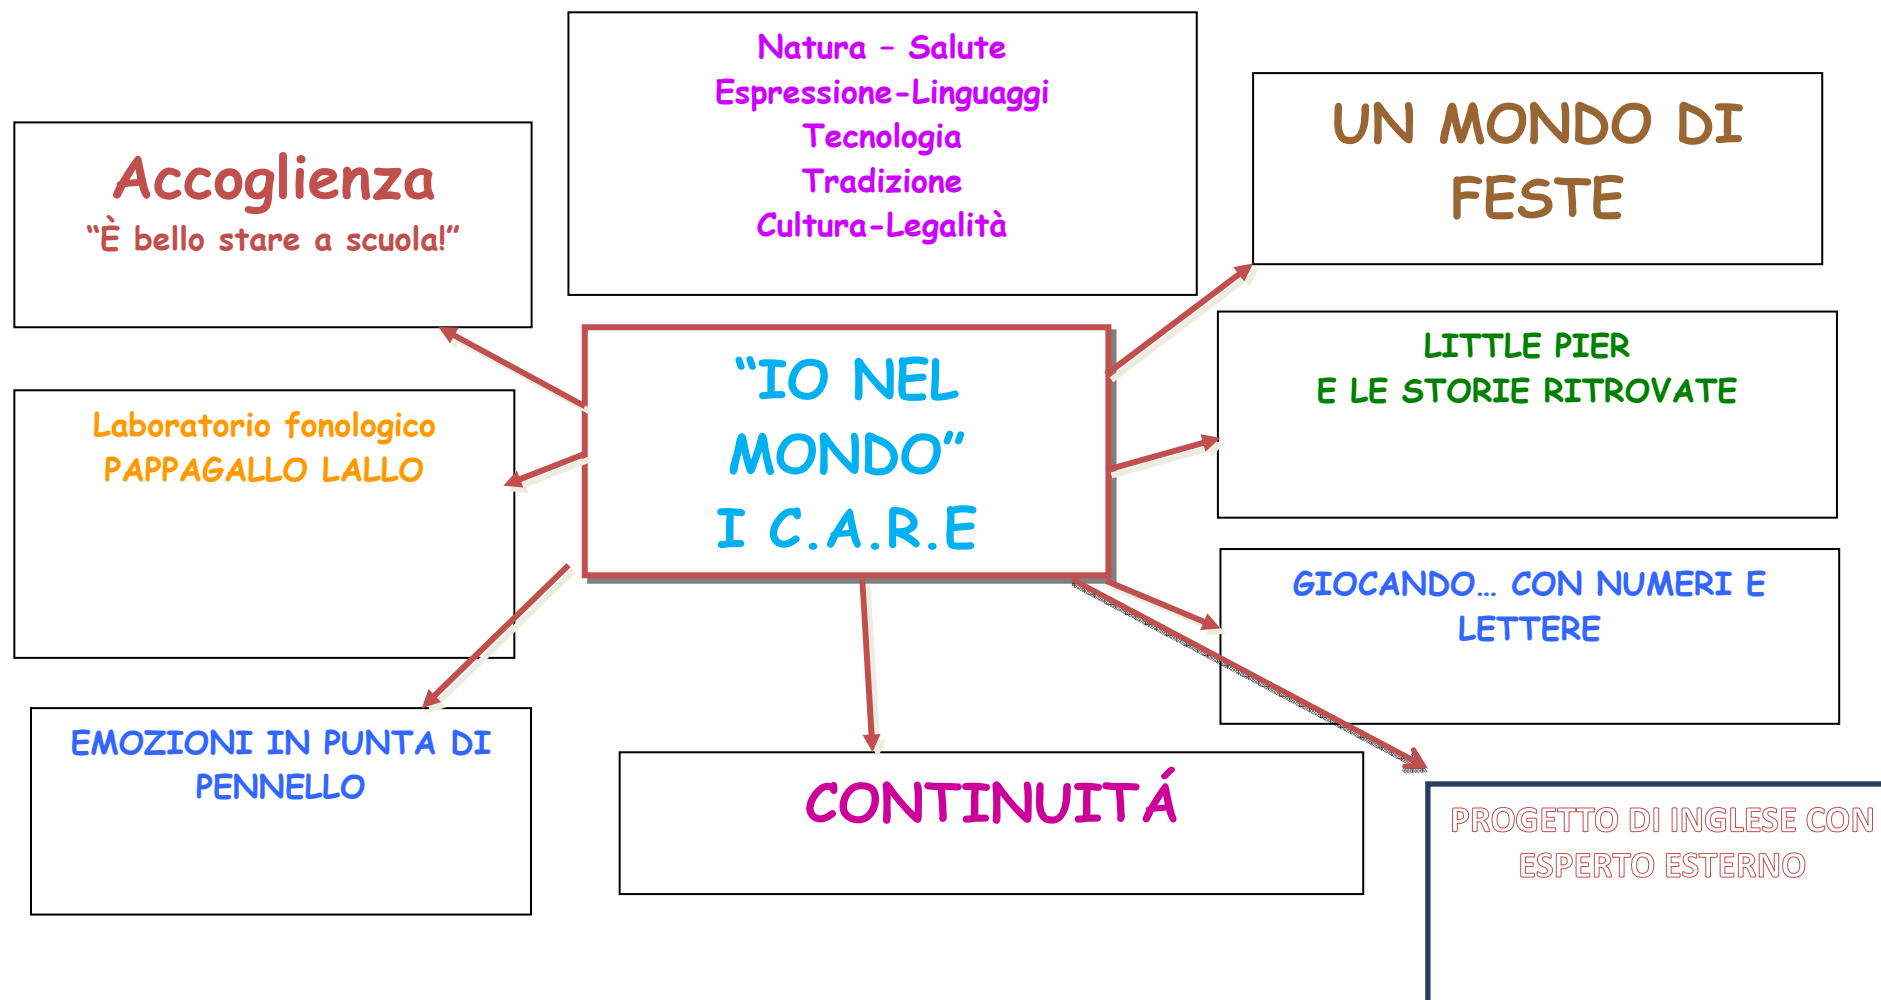 Natura – Salute
Espressione-Linguaggi
Tecnologia
Tradizione
Cultura-Legalità
UN MONDO DI
FESTE
Accoglienza
“È bello stare a scuola!”
“IO NEL
MONDO”
I C.A.R.E
LITTLE PIER
E LE STORIE RITROVATE
Laboratorio fonologico
PAPPAGALLO LALLO
GIOCANDO… CON NUMERI E
LETTERE
EMOZIONI IN PUNTA DI
PENNELLO
CONTINUITÁ
PROGETTO DI INGLESE CON
ESPERTO ESTERNO